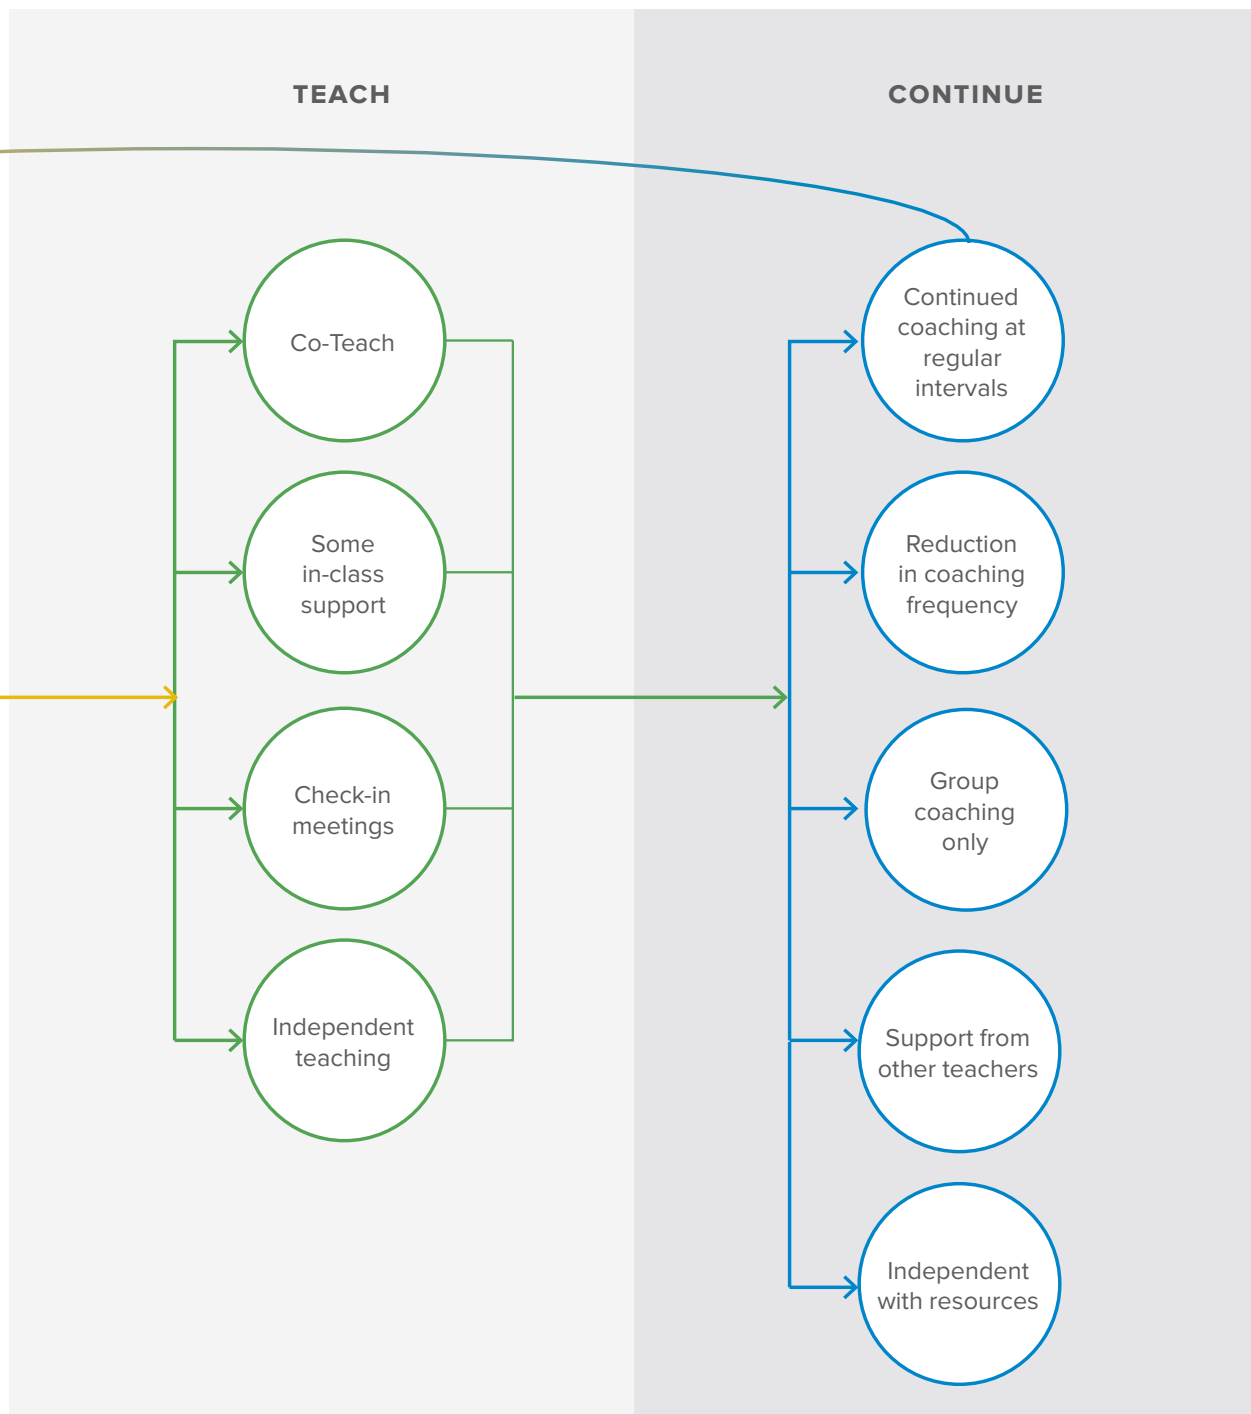 TEACH
CONTINUE
Co-Teach
Some
in-class
support
Check-in
meetings
Independent
teaching
Continued
coaching at
regular
intervals
Reduction
in coaching
frequency
Group
coaching
only
Support from
other teachers
Independent
with resources